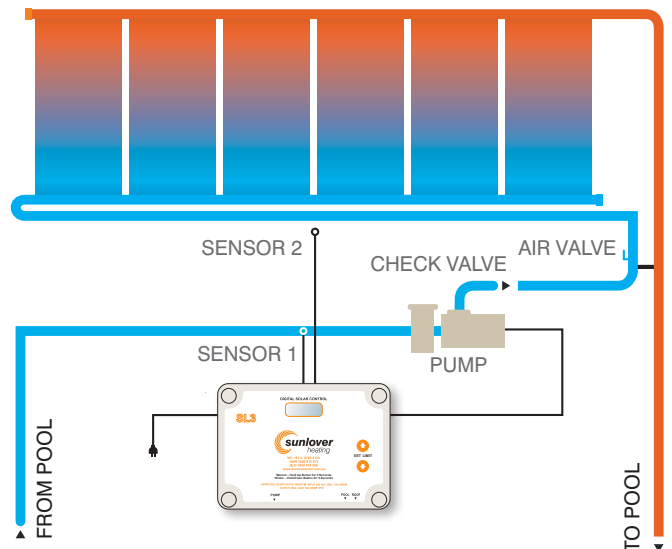 SENSOR 2
AIR VALVE
CHECK VALVE
SENSOR 1
PUMP
DIGITAL SOLAR CONTROL
SL3
sunlover
heating
SET LIMIT
PUMP
POOL ROOF
FROM POOL
TO POOL